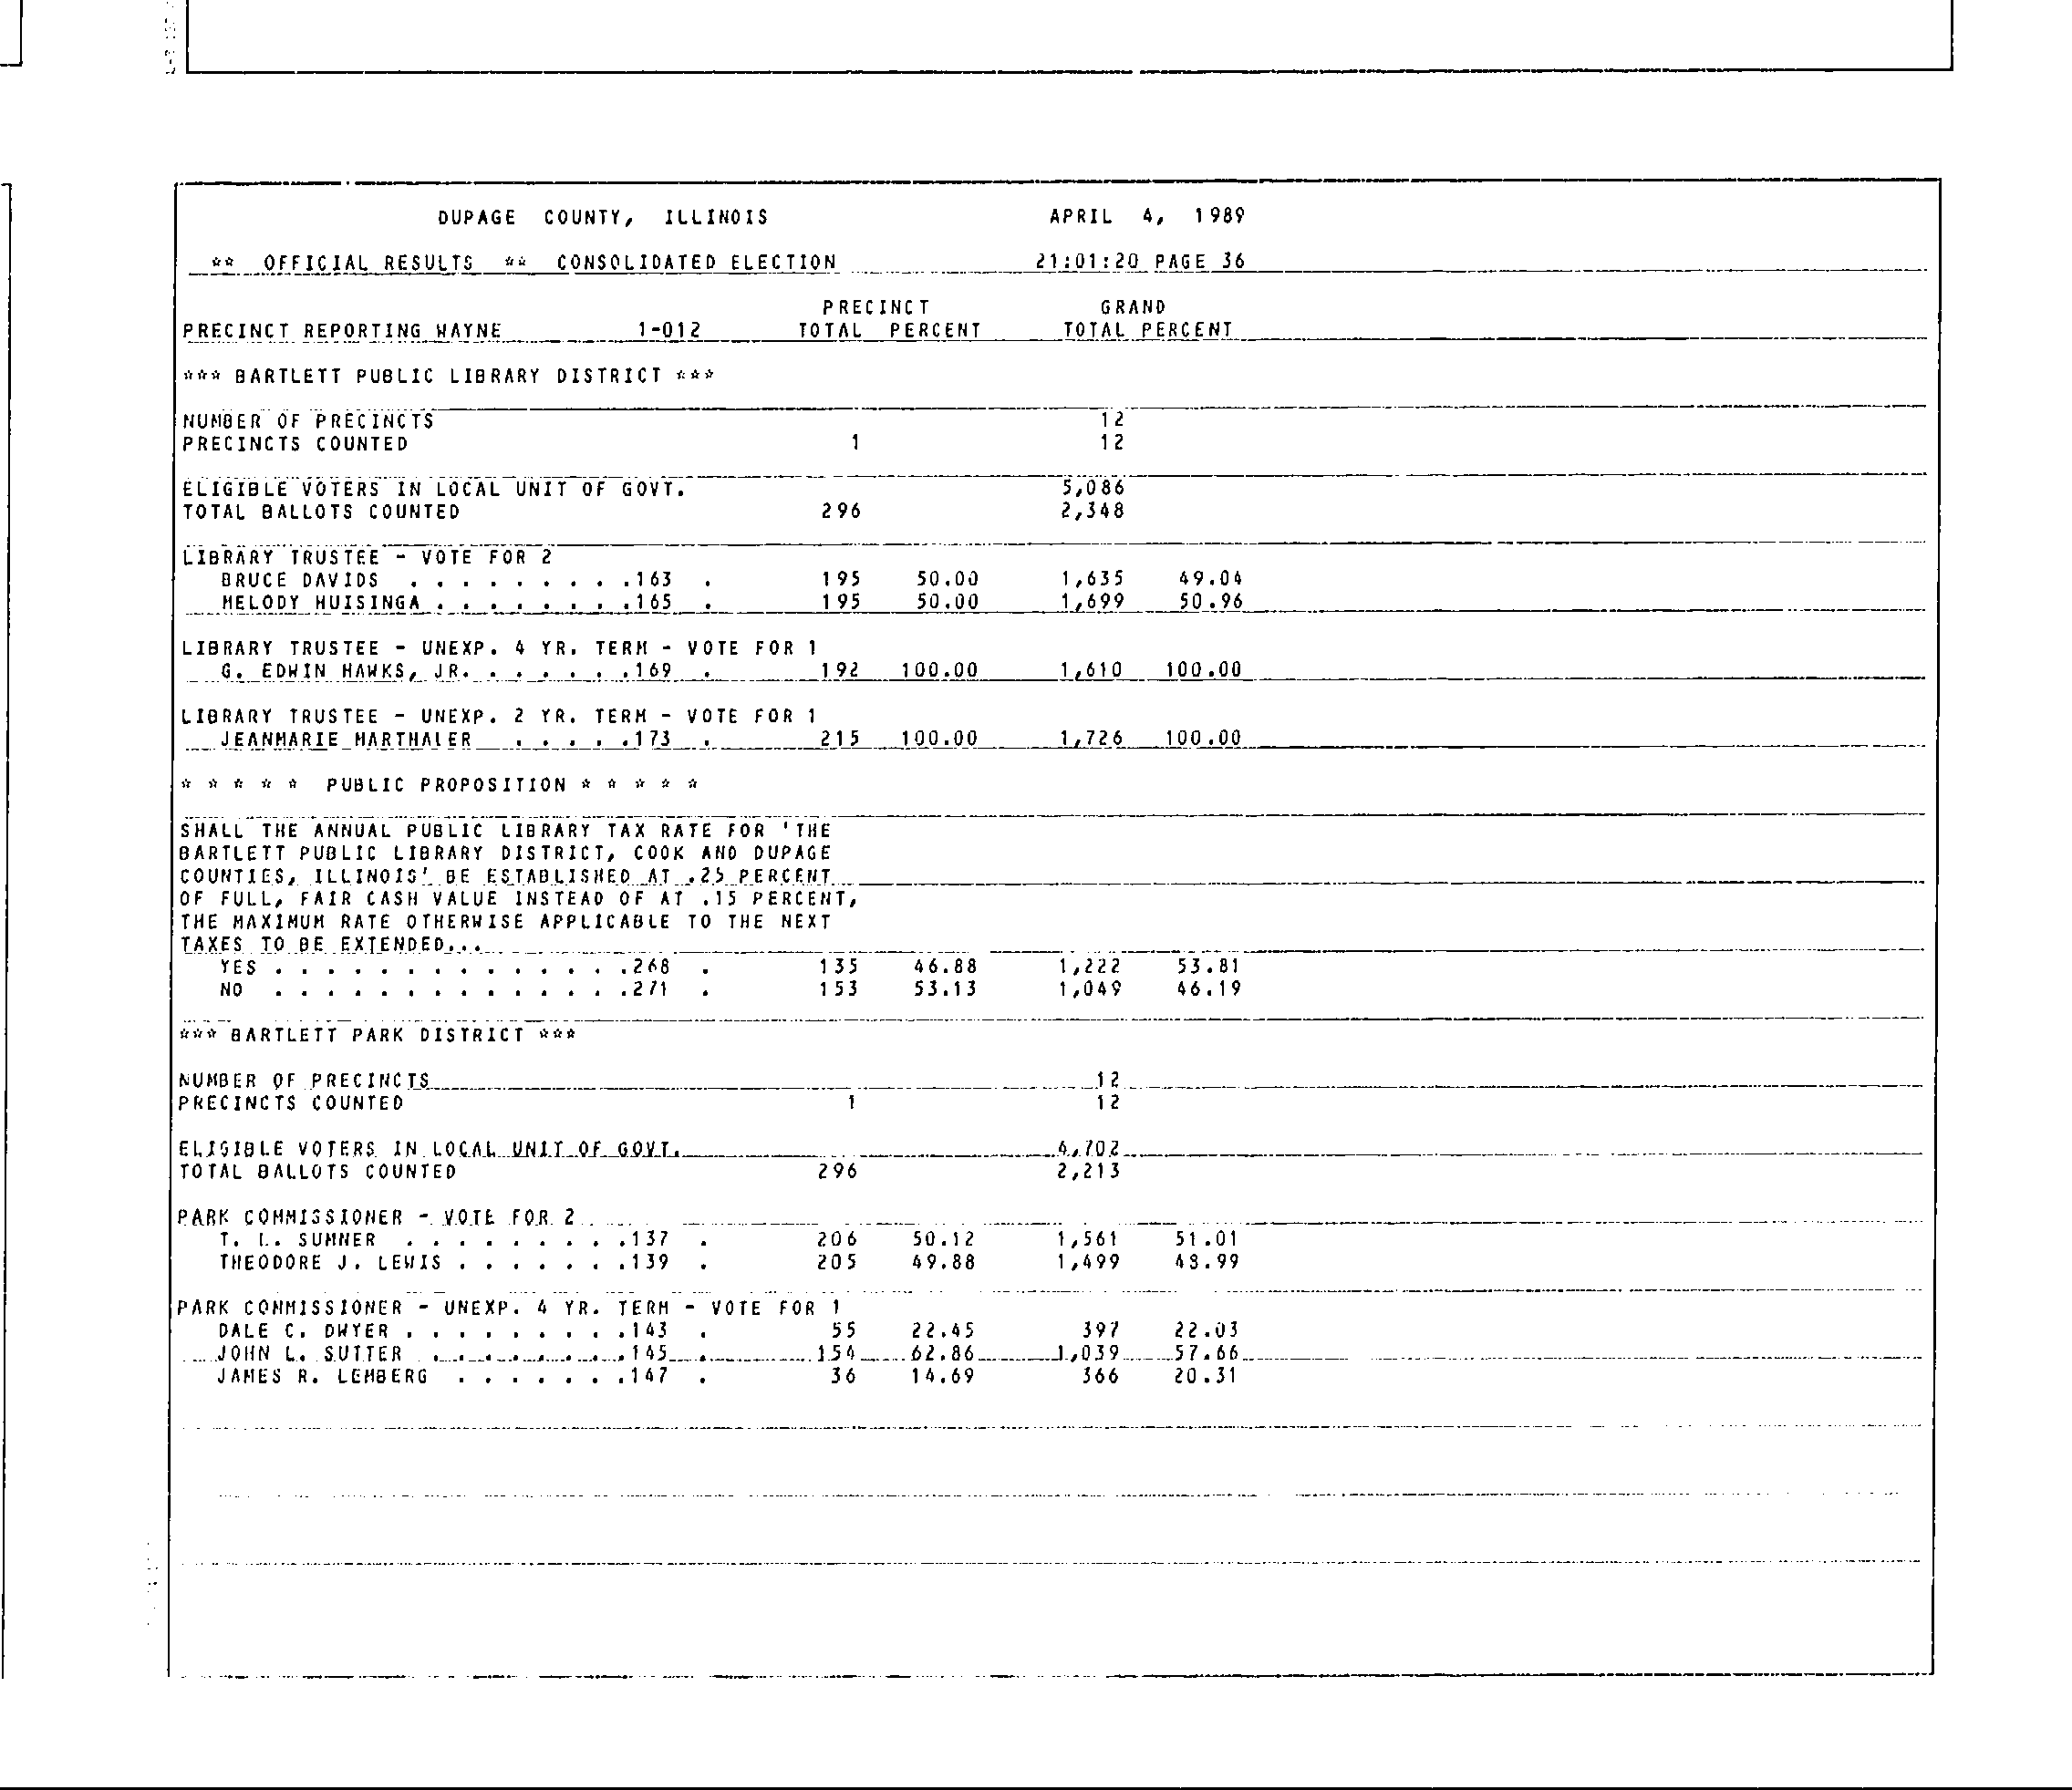 DUPAGE COUNTY, ILLINOIS APRIL 4, 1989
** OFFICIAL RESULTS ** CONSOLIDATED ELECTION 21:01:20 PAGE 36
PRECINCT GRAND
PRECINCT REPORTING WAYNE 1-012 TOTAL PERCENT TOTAL PERCENT
*** BARTLETT PUBLIC LIBRARY DISTRICT ***
NUMBER OF PRECINCTS 12
PRECINCTS COUNTED 1 12
ELIGIBLE VOTERS IN LOCAL UNIT OF GOVT. 5,086
TOTAL BALLOTS COUNTED 296 2,348
LIBRARY TRUSTEE - VOTE FOR 2
BRUCE DAVIDS . . . . . . . . .163 . 195 50.00 1,635 49.04
MELODY HUISINGA . . . . . . . .165 . 195 50.00 1,699 50.96
LIBRARY TRUSTEE - UNEXP. 4 YR. TERM - VOTE FOR 1
G. EDWIN HAWKS, JR. . . . . . .169 . 192 100.00 1,610 100.00
LIBRARY TRUSTEE - UNEXP. 2 YR. TERM - VOTE FOR 1
JEANMARIE MARTHALER . . . . .173 . 215 100.00 1,726 100.00
* * * * * PUBLIC PROPOSITION * * * * *
SHALL THE ANNUAL PUBLIC LIBRARY TAX RATE FOR 'THE
BARTLETT PUBLIC LIBRARY DISTRICT, COOK AND DUPAGE
COUNTIES, ILLINOIS' BE ESTABLISHED AT .25 PERCENT
OF FULL, FAIR CASH VALUE INSTEAD OF AT .15 PERCENT,
THE MAXIMUM RATE OTHERWISE APPLICABLE TO THE NEXT
TAXES TO BE EXTENDED...
YES . . . . . . . . . . . . . .268 . 135 46.88 1,222 53.81
NO . . . . . . . . . . . . . .271 . 153 53.13 1,049 46.19
*** BARTLETT PARK DISTRICT ***
NUMBER OF PRECINCTS 12
PRECINCTS COUNTED 1 12
ELIGIBLE VOTERS IN LOCAL UNIT OF GOVT. 4,702
TOTAL BALLOTS COUNTED 296 2,213
PARK COMMISSIONER - VOTE FOR 2
T. L. SUMNER . . . . . . . . .137 . 206 50.12 1,561 51.01
THEODORE J. LEWIS . . . . . . .139 . 205 49.88 1,499 48.99
PARK COMMISSIONER - UNEXP. 4 YR. TERM - VOTE FOR 1
DALE C. DWYER . . . . . . . . .143 . 55 22.45 397 22.03
JOHN L. SUTTER . . . . . . . .145 . 154 62.86 1,039 57.66
JAMES R. LEMBERG . . . . . . .147 . 36 14.69 366 20.31